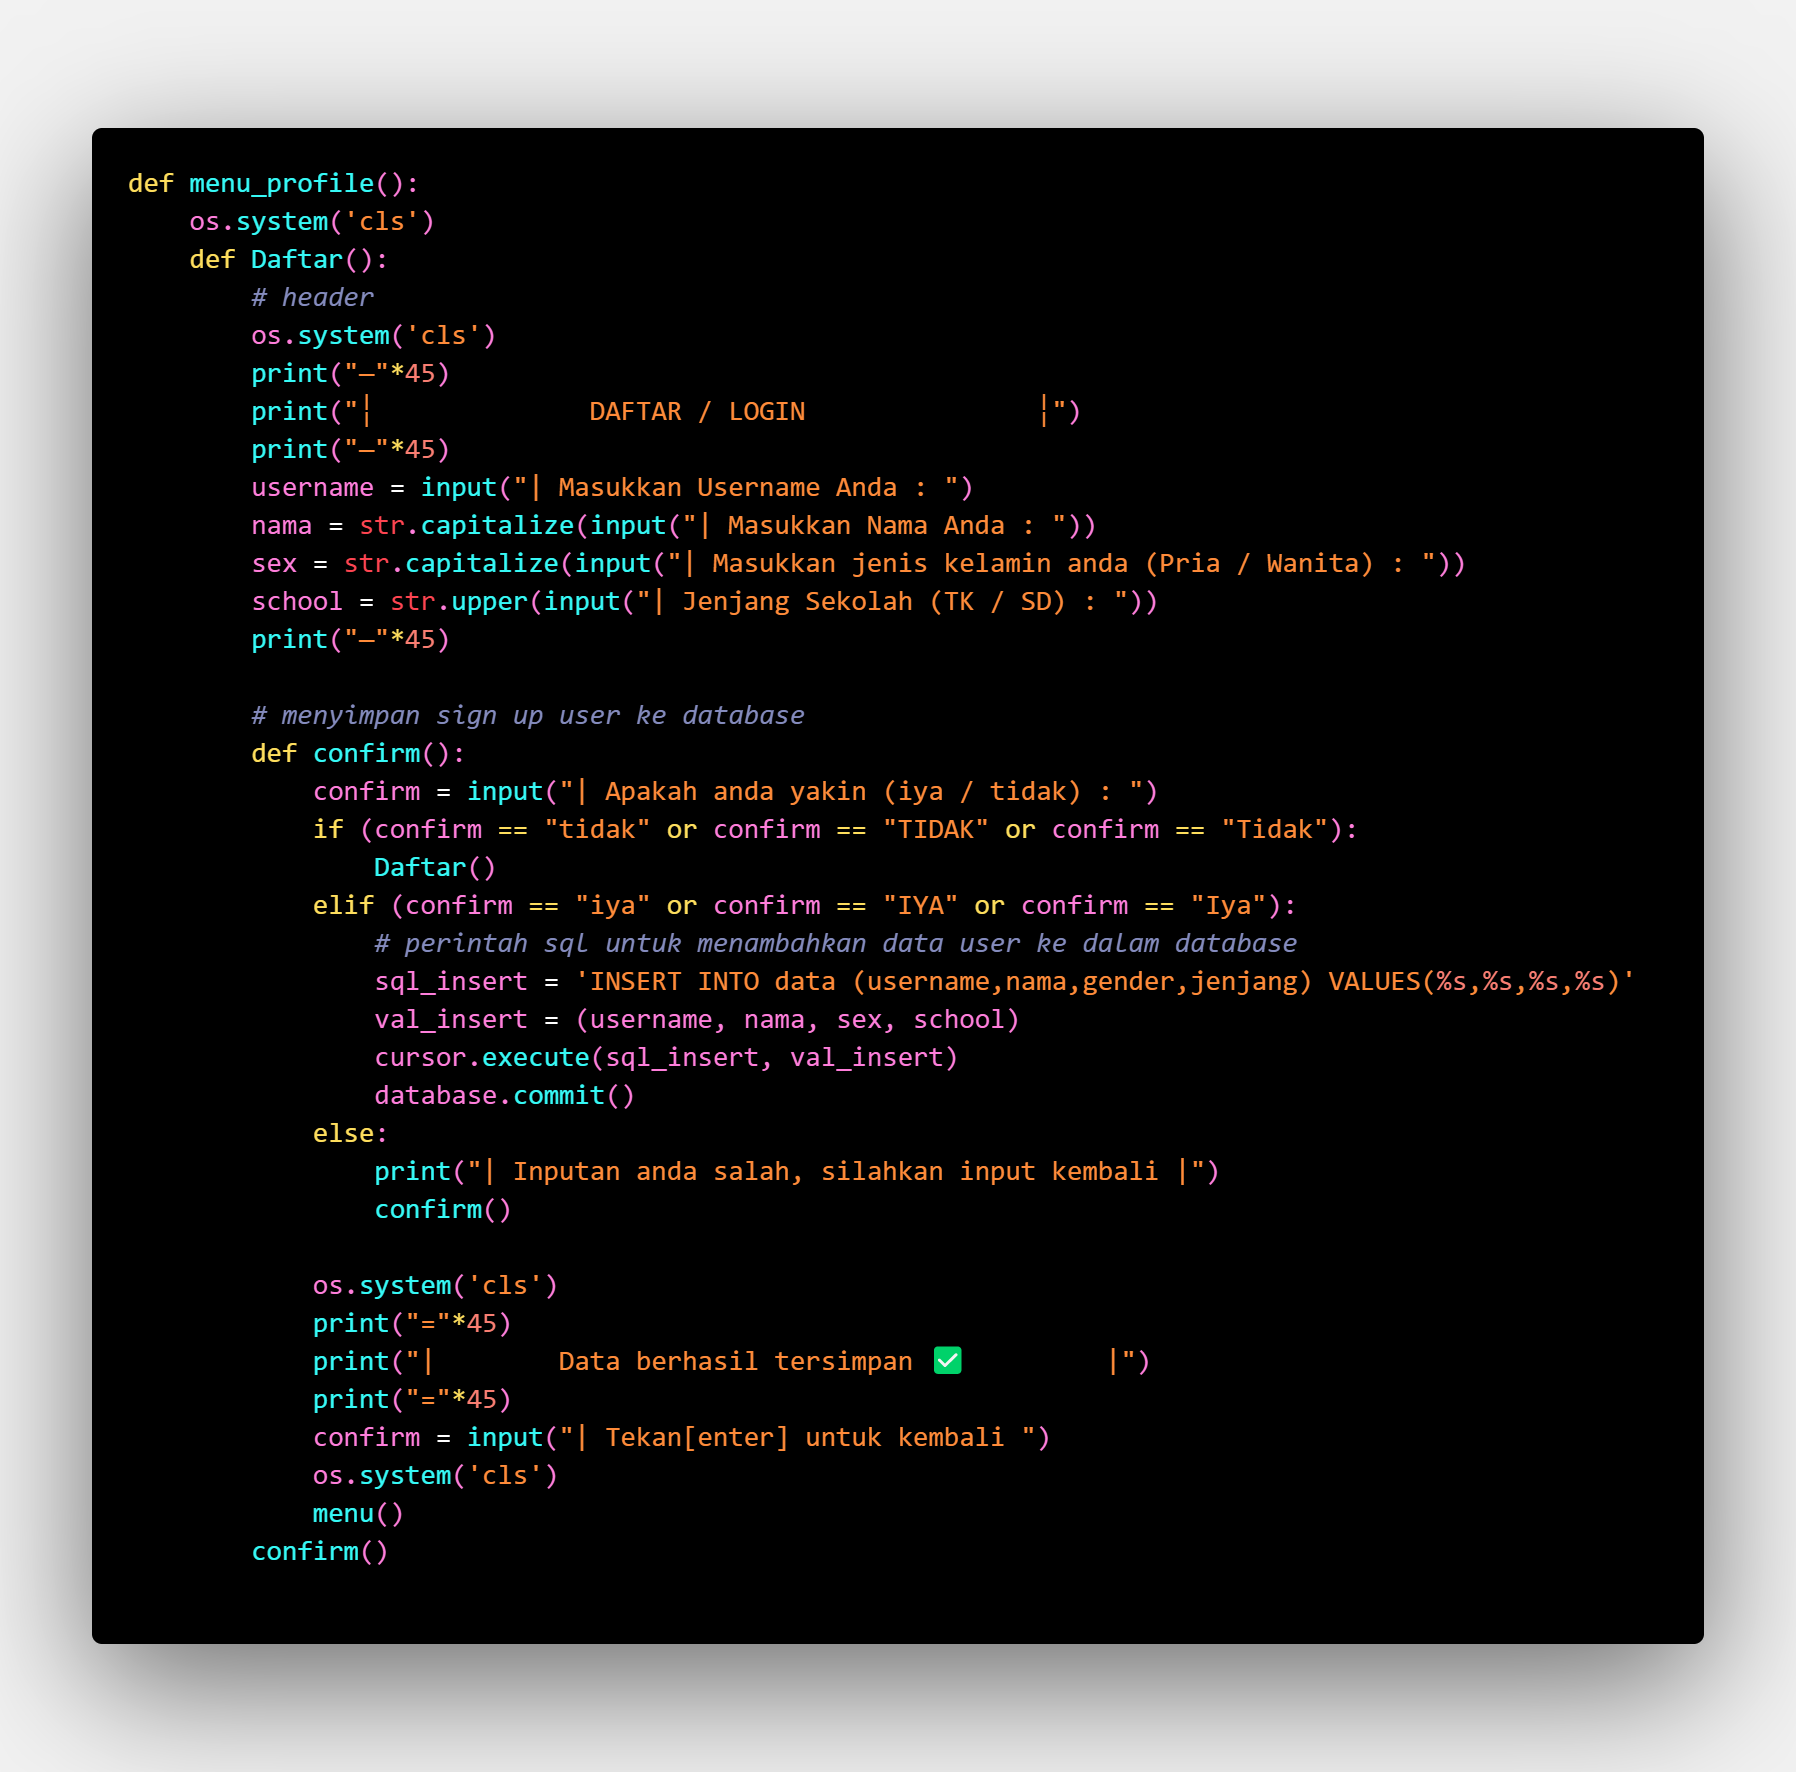 def menu_profile():
    os.system('cls')
    def Daftar():
        # header
        os.system('cls')
        print("—"*45)
        print("¦              DAFTAR / LOGIN               ¦")
        print("—"*45)
        username = input("| Masukkan Username Anda : ")
        nama = str.capitalize(input("| Masukkan Nama Anda : "))
        sex = str.capitalize(input("| Masukkan jenis kelamin anda (Pria / Wanita) : "))
        school = str.upper(input("| Jenjang Sekolah (TK / SD) : "))
        print("—"*45)

        # menyimpan sign up user ke database
        def confirm():
            confirm = input("| Apakah anda yakin (iya / tidak) : ")
            if (confirm == "tidak" or confirm == "TIDAK" or confirm == "Tidak"):
                Daftar()
            elif (confirm == "iya" or confirm == "IYA" or confirm == "Iya"):
                # perintah sql untuk menambahkan data user ke dalam database
                sql_insert = 'INSERT INTO data (username,nama,gender,jenjang) VALUES(%s,%s,%s,%s)'
                val_insert = (username, nama, sex, school)
                cursor.execute(sql_insert, val_insert)
                database.commit()
            else:
                print("| Inputan anda salah, silahkan input kembali |")
                confirm()

            os.system('cls')
            print("="*45)
            print("|        Data berhasil tersimpan ✅         |")
            print("="*45)
            confirm = input("| Tekan[enter] untuk kembali ")
            os.system('cls')
            menu()
        confirm()